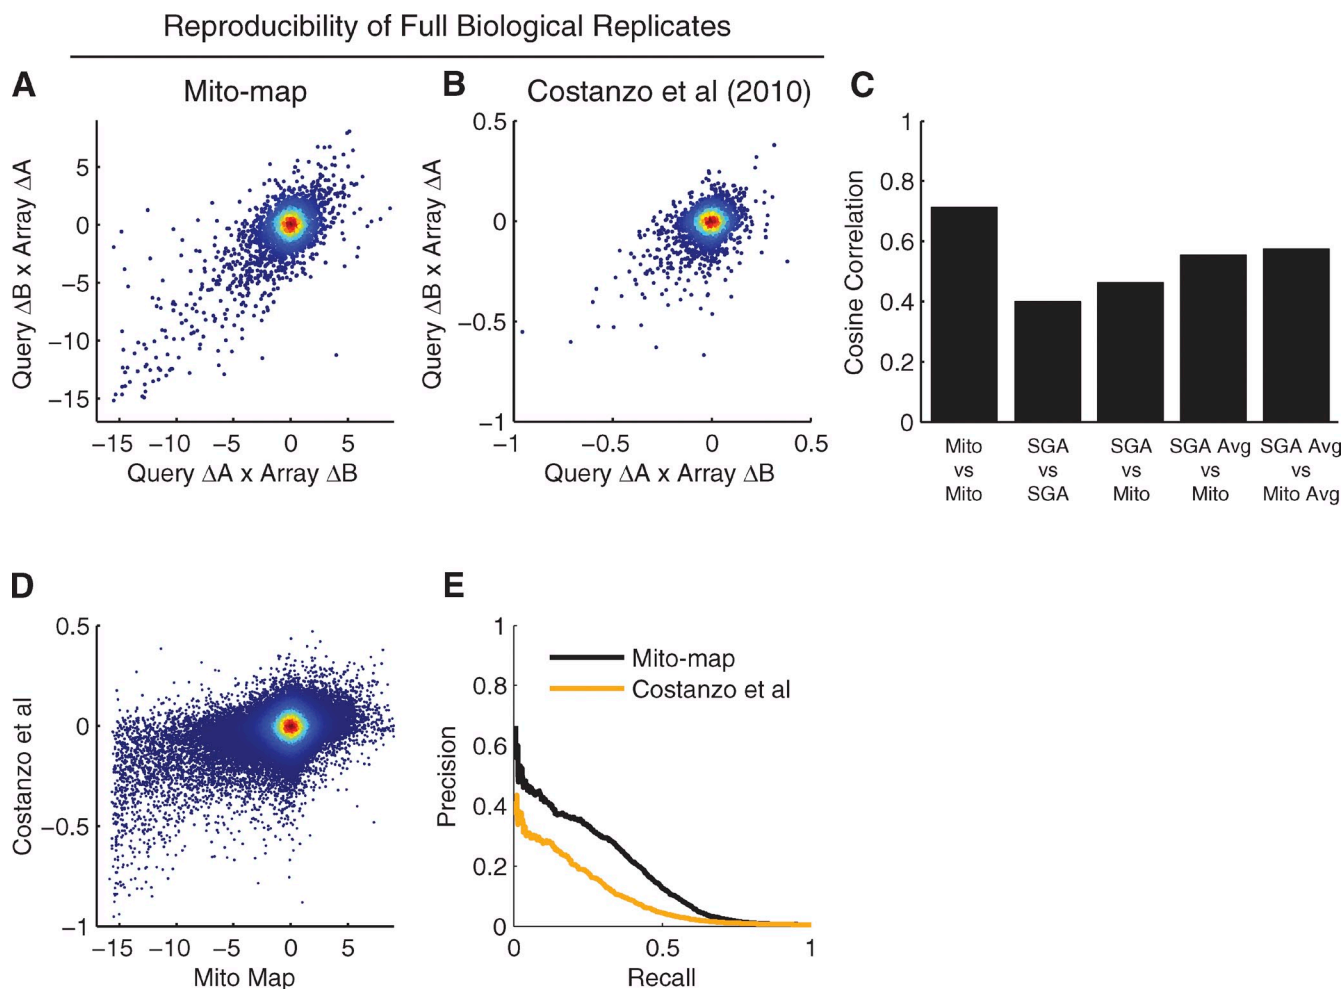 Reproducibility of Full Biological Replicates
A
Mito-map
Query ΔB x Array ΔA
5
0
−5
−10
−15
−15 −10 −5 0 5
Query ΔA x Array ΔB
B
Costanzo et al (2010)
Query ΔB x Array ΔA
0.5
0
−0.5
−1
−1 −0.5 0 0.5
Query ΔA x Array ΔB
C
Cosine Correlation
1
0.8
0.6
0.4
0.2
0
Mito SGA SGA SGA Avg SGA Avg
vs vs vs vs vs
Mito SGA Mito Mito Mito Avg
D
Costanzo et al
0.5
0
−0.5
−1
−15 −10 −5 0 5
Mito Map
E
Precision
1
0.8
0.6
0.4
0.2
0
Mito-map
Costanzo et al
0 0.5 1
Recall